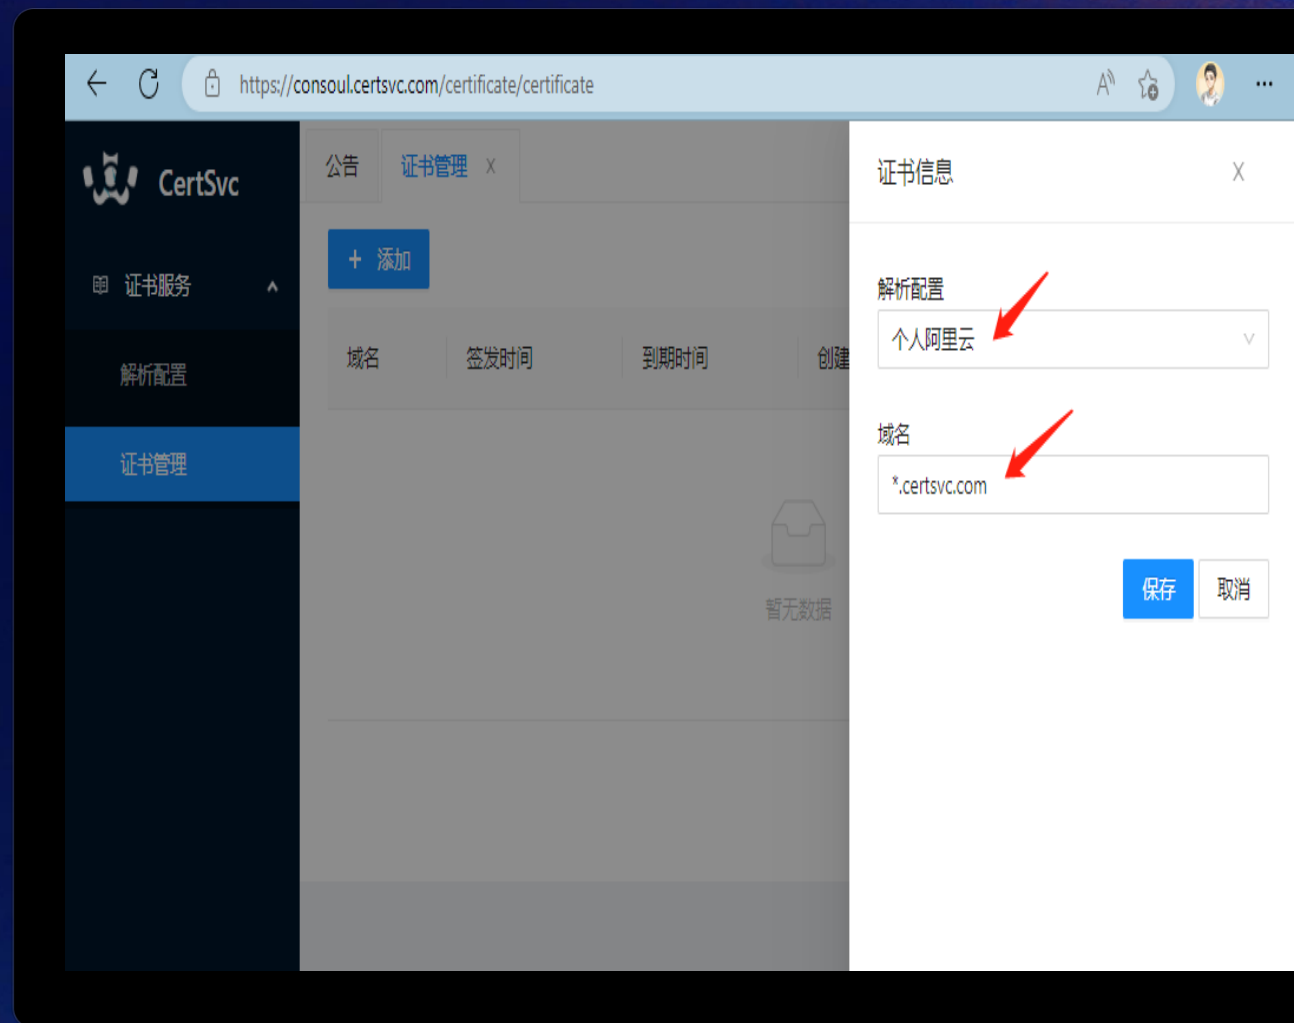 https://consoul.certsvc.com/certificate/certificate
CertSvc
证书服务
解析配置
证书管理
公告
证书管理 X
+ 添加
域名
签发时间
到期时间
创建
暂无数据
证书信息 X
解析配置
个人阿里云
域名
*.certsvc.com
保存
取消